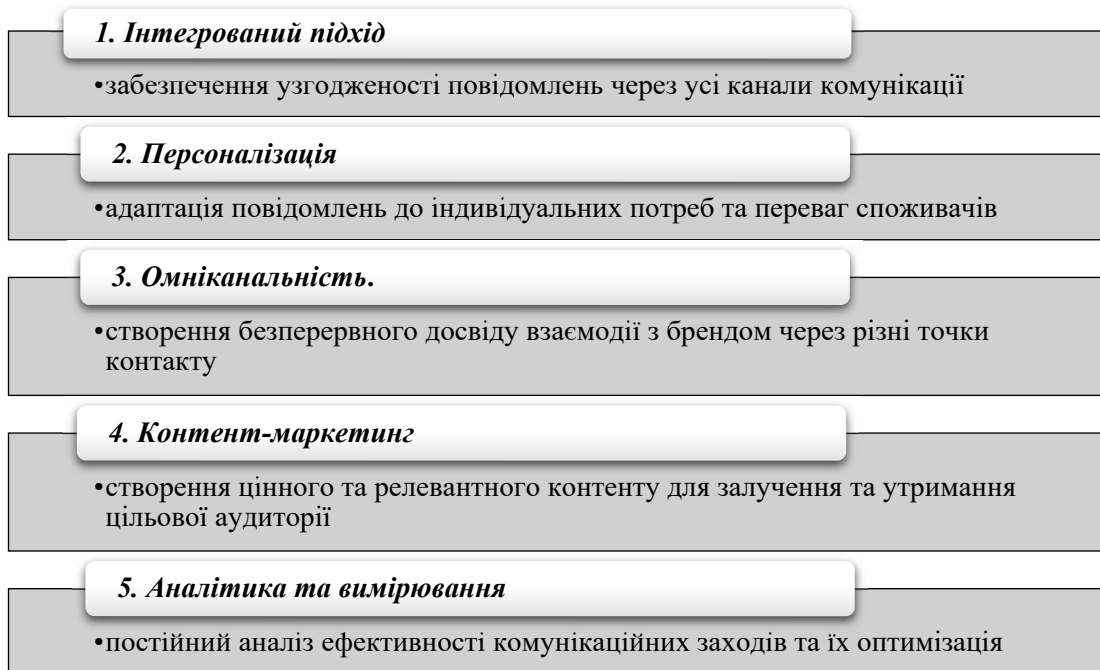 1. Інтегрований підхід
•забезпечення узгодженості повідомлень через усі канали комунікації
2. Персоналізація
•адаптація повідомлень до індивідуальних потреб та переваг споживачів
3. Омніканальність.
•створення безперервного досвіду взаємодії з брендом через різні точки
контакту
4. Контент-маркетинг
•створення цінного та релевантного контенту для залучення та утримання
цільової аудиторії
5. Аналітика та вимірювання
•постійний аналіз ефективності комунікаційних заходів та їх оптимізація